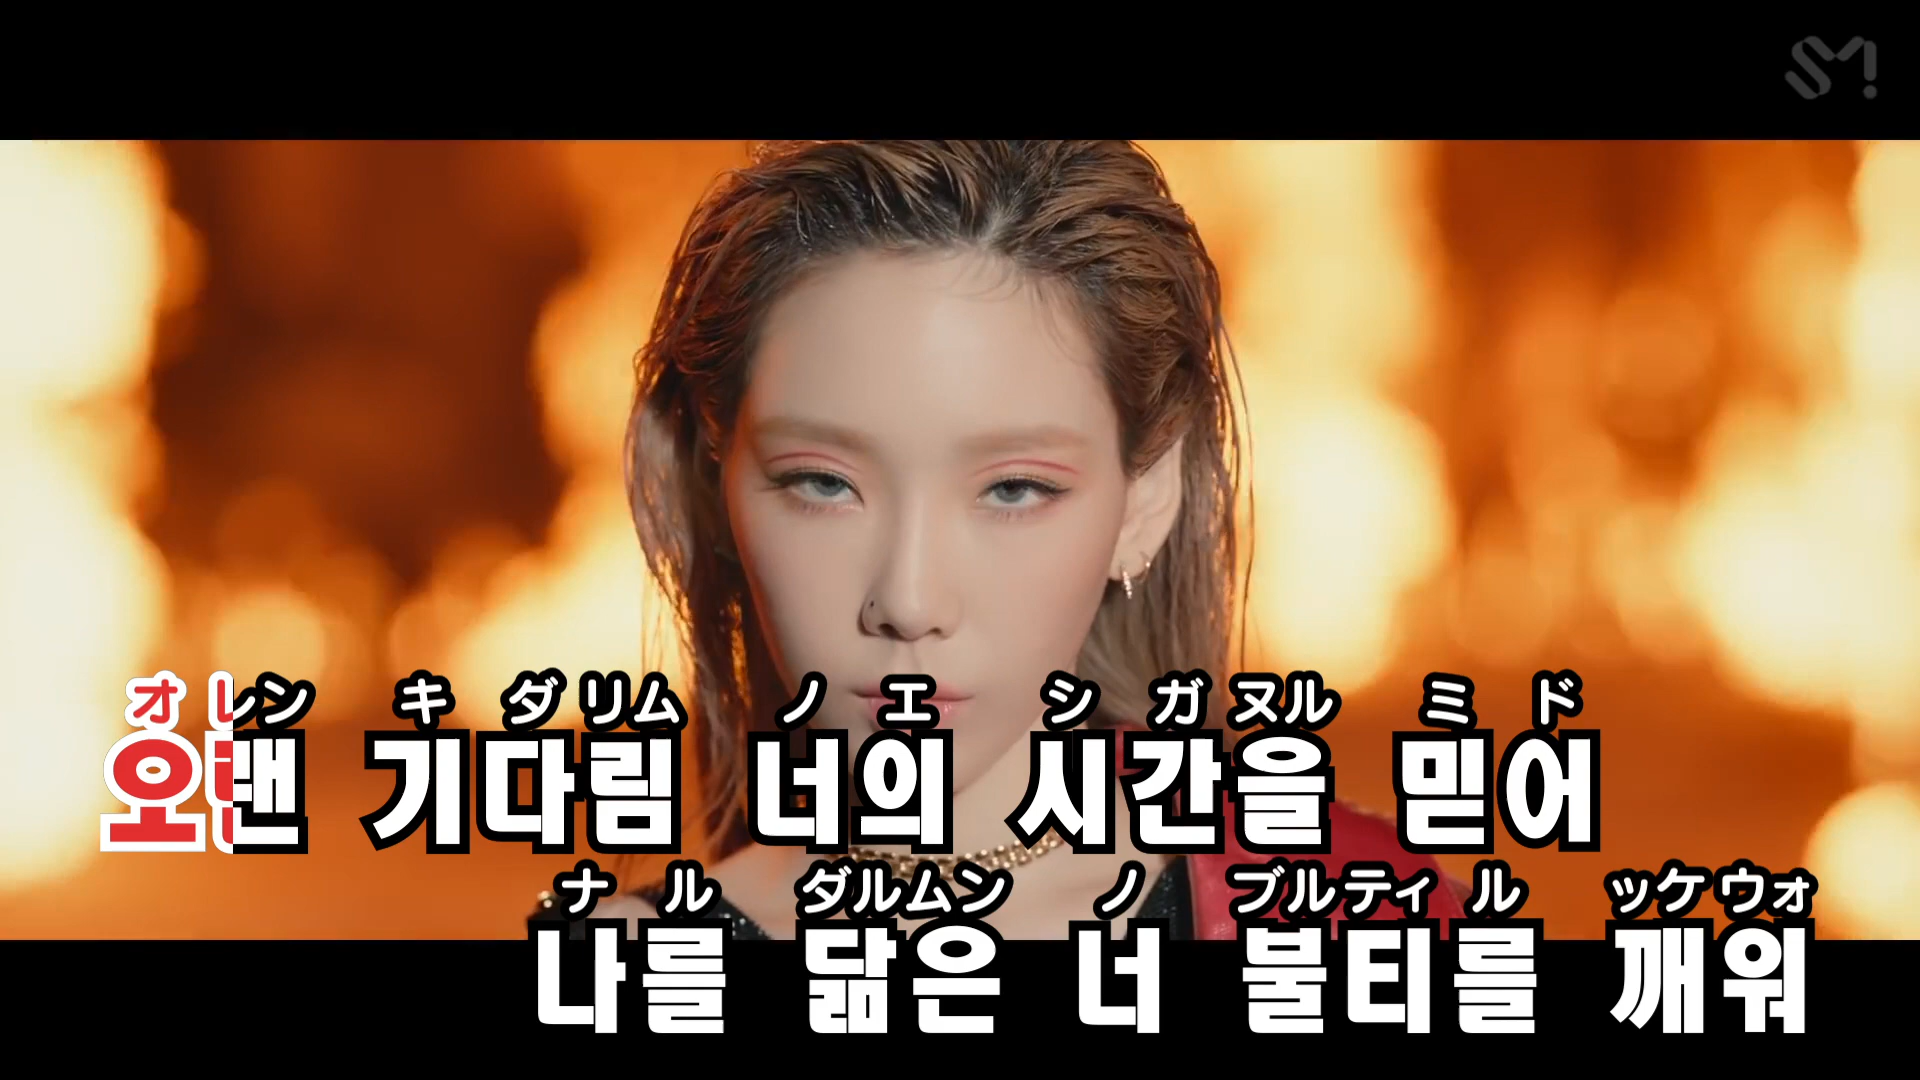 SM!
オ レン キ ダ リム ノ エ シ ガ ヌル ミ ド
오랜 기다림 너의 시간을 믿어
ナ ル ダルムン ノ ブルティ ル ッケ ウォ
나를 닮은 너 불티를 깨워